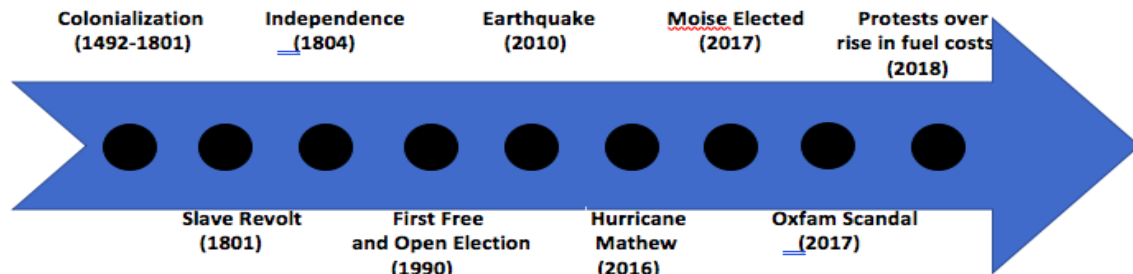 Colonialization
(1492-1801)
Slave Revolt
(1801)
Independence
(1804)
First Free
and Open Election
(1990)
Earthquake
(2010)
Hurricane
Mathew
(2016)
Moise Elected
(2017)
Oxfam Scandal
(2017)
Protests over
rise in fuel costs
(2018)